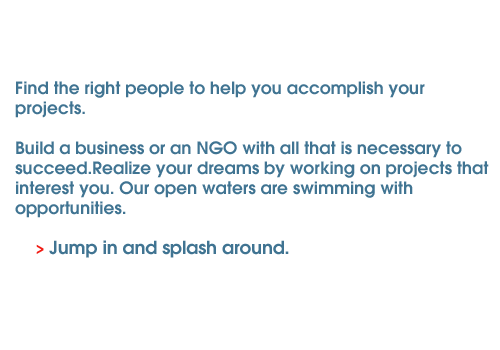 Find the right people to help you accomplish your
projects.
Build a business or an NGO with all that is necessary to
succeed.Realize your dreams by working on projects that
interest you. Our open waters are swimming with
opportunities.
> Jump in and splash around.